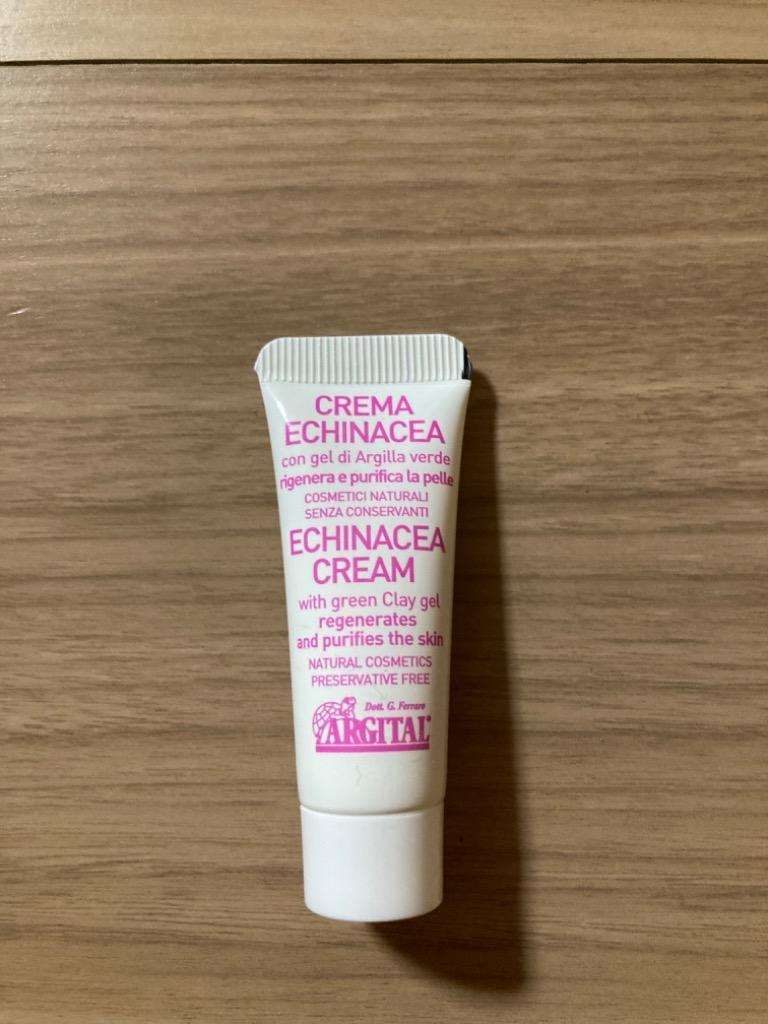 CREMA
ECHINACEA
con gel di Argilla verde
rigenera e purifica la pelle
COSMETICI NATURALI
SENZA CONSERVANTI
ECHINACEA
CREAM
with green Clay gel
regenerates
and purifies the skin
NATURAL COSMETICS
PRESERVATIVE FREE
Dott. G. Ferraro
ARGITAL®